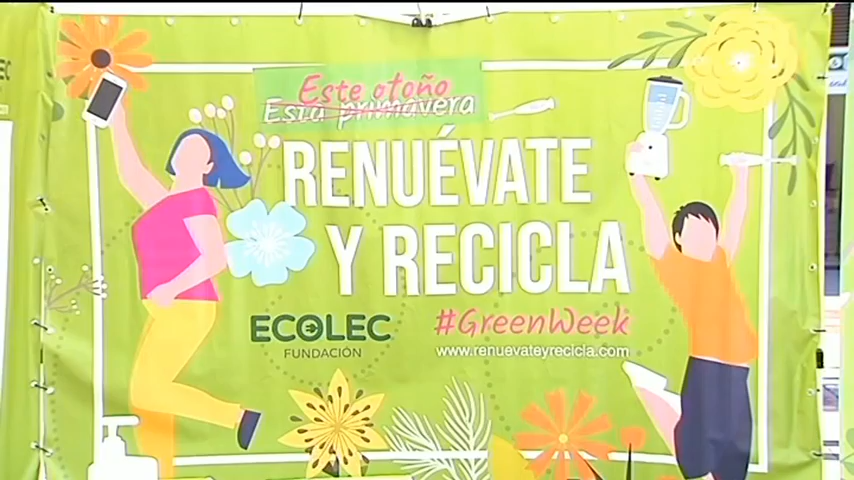 Este otoño
Esta primavera
RENUÉVATE
Y RECICLA
ECOLEC
FUNDACIÓN
#GreenWeek
www.renuevateyrecicla.com